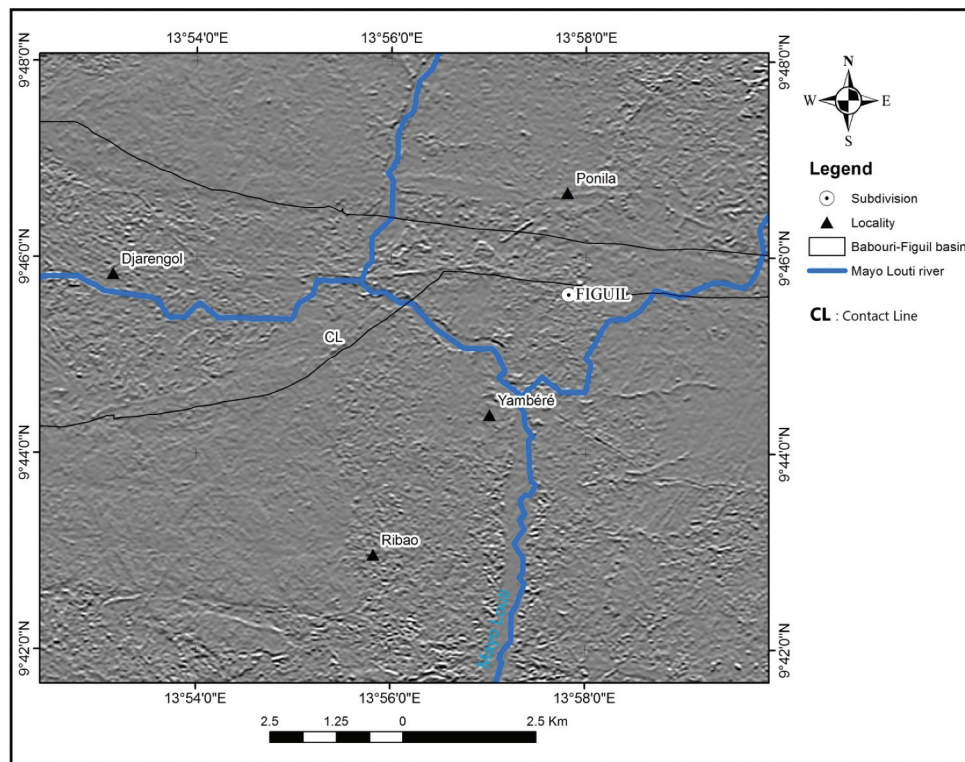 13°54'0"E 13°56'0"E 13°58'0"E
9°48'0"N 9°48'0"N
N
W E
S
Legend
Subdivision
Locality
Babouri-Figuil basin
Mayo Louti river
CL : Contact Line
Ponila
Djarengol
9°46'0"N 9°46'0"N
FIGUIL
CL
Yambéré
9°44'0"N 9°44'0"N
Ribao
Mayo Louti
9°42'0"N 9°42'0"N
13°54'0"E 13°56'0"E 13°58'0"E
2.5 1.25 0 2.5 Km